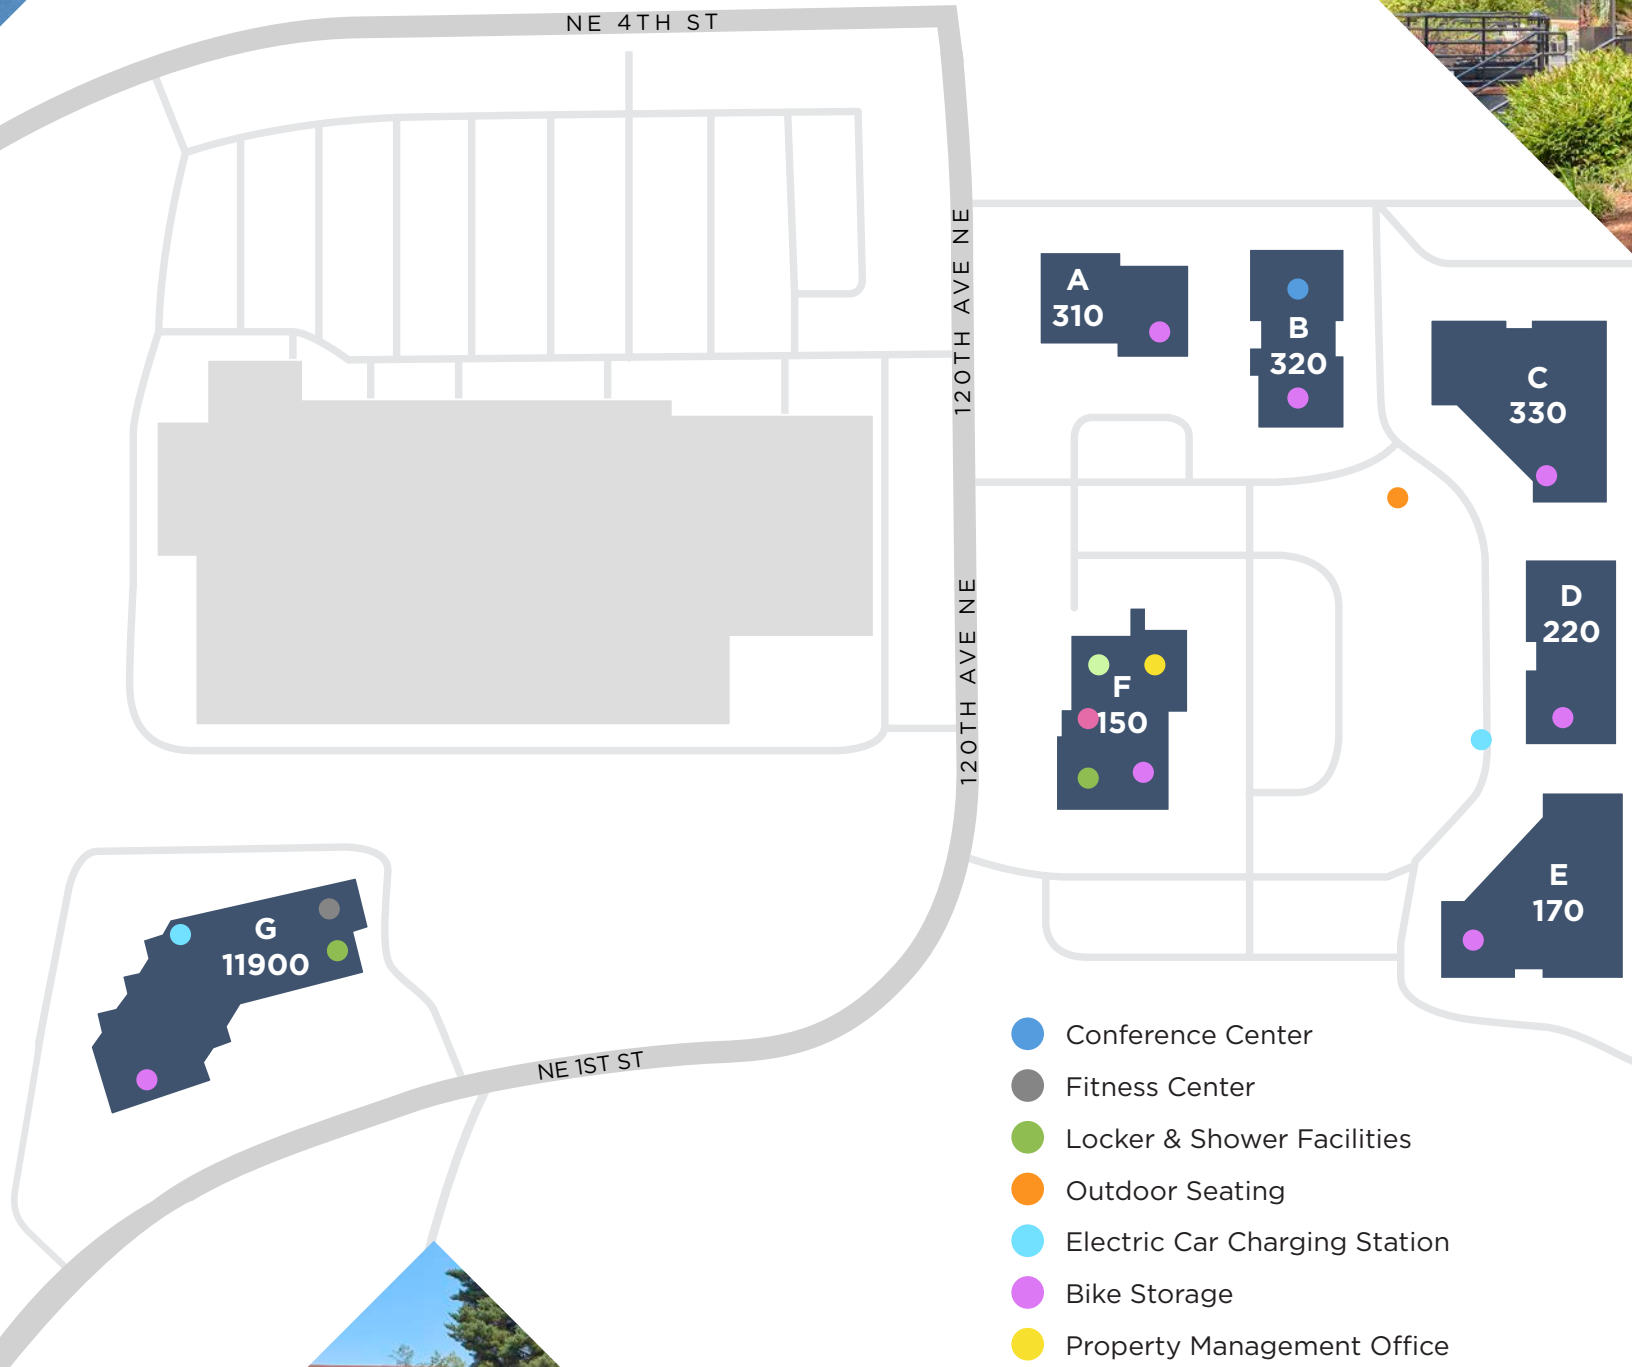 NE 4TH ST
120TH AVE NE
A
310
B
320
C
330
120TH AVE NE
D
220
F
150
E
170
G
11900
NE 1ST ST
Conference Center
Fitness Center
Locker & Shower Facilities
Outdoor Seating
Electric Car Charging Station
Bike Storage
Property Management Office